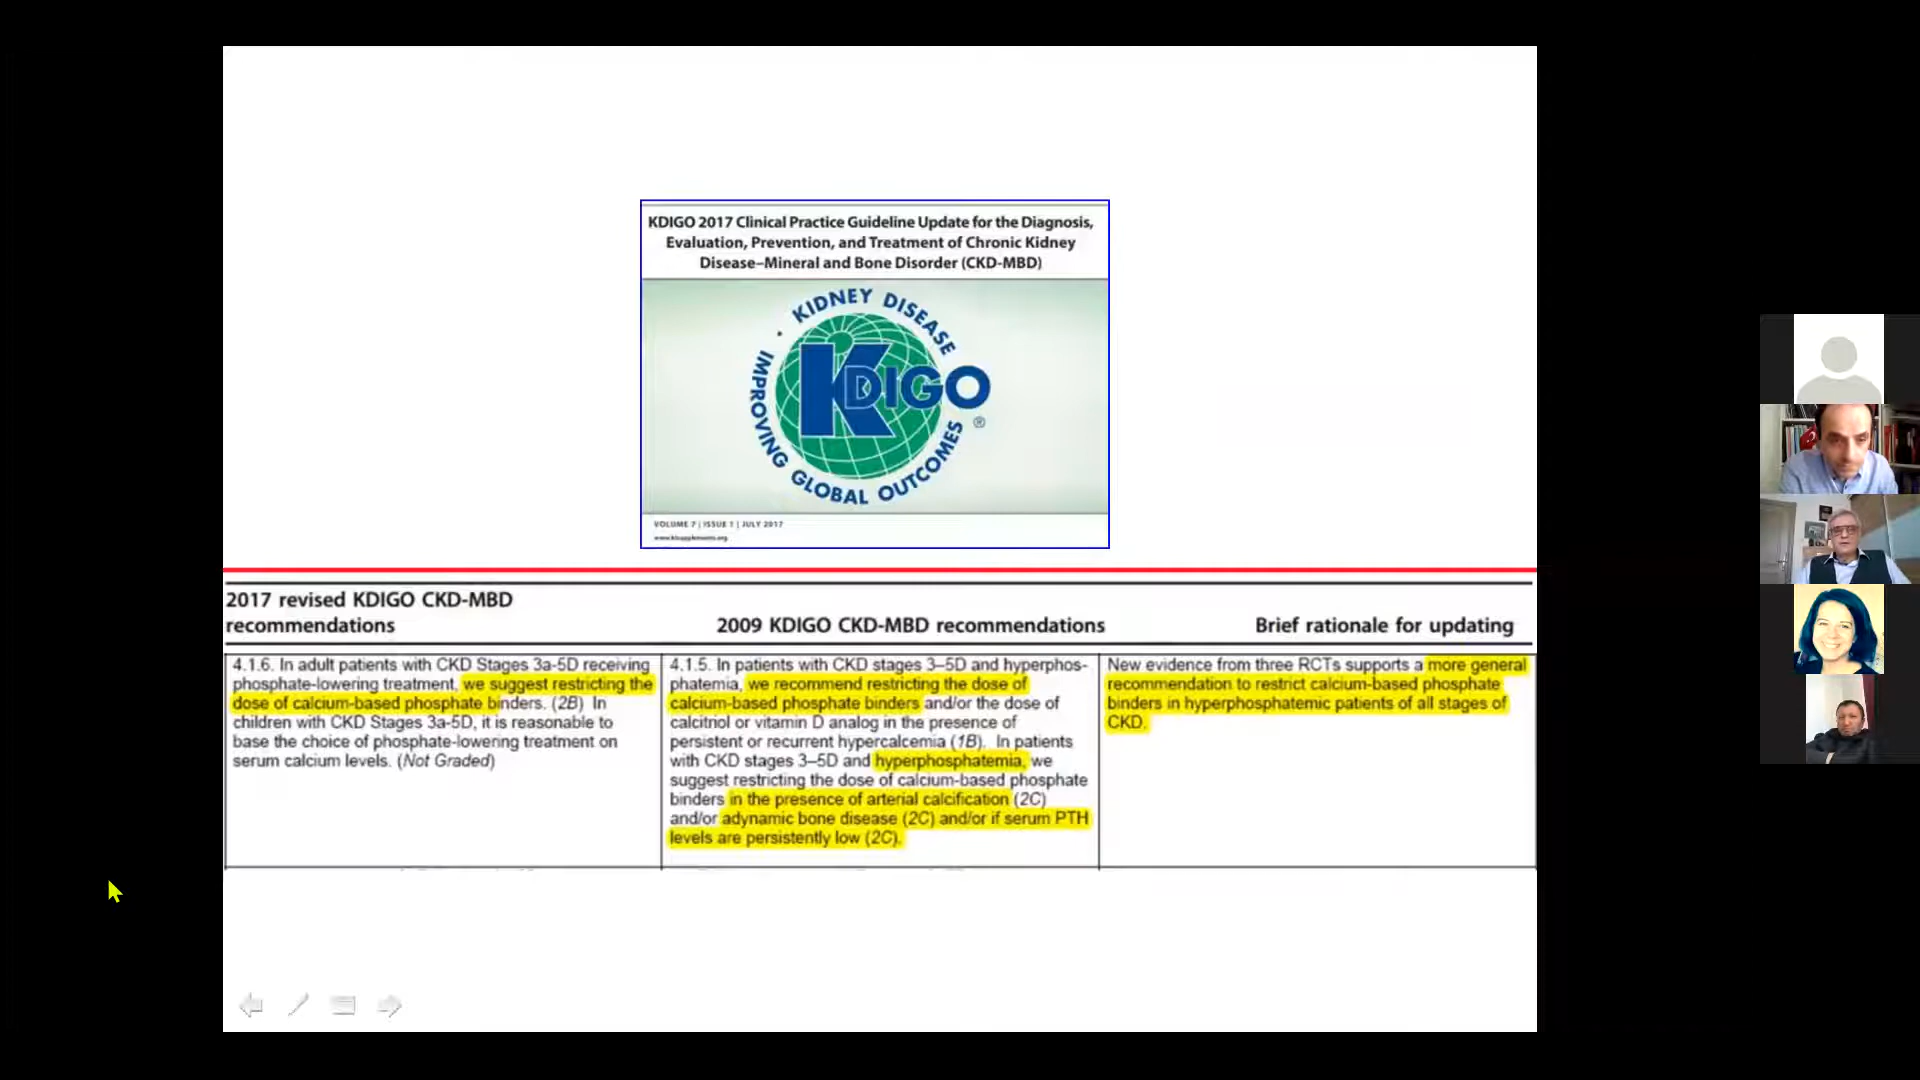 KDIGO 2017 Clinical Practice Guideline Update for the Diagnosis,
Evaluation, Prevention, and Treatment of Chronic Kidney
Disease–Mineral and Bone Disorder (CKD-MBD)
KIDNEY DISEASE
IMPROVING GLOBAL OUTCOMES
KDIGO
®
VOLUME 7 | ISSUE 1 | JULY 2017
www.kisupplements.org
2017 revised KDIGO CKD-MBD
recommendations
2009 KDIGO CKD-MBD recommendations
Brief rationale for updating
4.1.6. In adult patients with CKD Stages 3a-5D receiving
phosphate-lowering treatment, we suggest restricting the
dose of calcium-based phosphate binders. (2B) In
children with CKD Stages 3a-5D, it is reasonable to
base the choice of phosphate-lowering treatment on
serum calcium levels. (Not Graded)
4.1.5. In patients with CKD stages 3–5D and hyperphos-
phatemia, we recommend restricting the dose of
calcium-based phosphate binders and/or the dose of
calcitriol or vitamin D analog in the presence of
persistent or recurrent hypercalcemia (1B). In patients
with CKD stages 3–5D and hyperphosphatemia, we
suggest restricting the dose of calcium-based phosphate
binders in the presence of arterial calcification (2C)
and/or adynamic bone disease (2C) and/or if serum PTH
levels are persistently low (2C).
New evidence from three RCTs supports a more general
recommendation to restrict calcium-based phosphate
binders in hyperphosphatemic patients of all stages of
CKD.